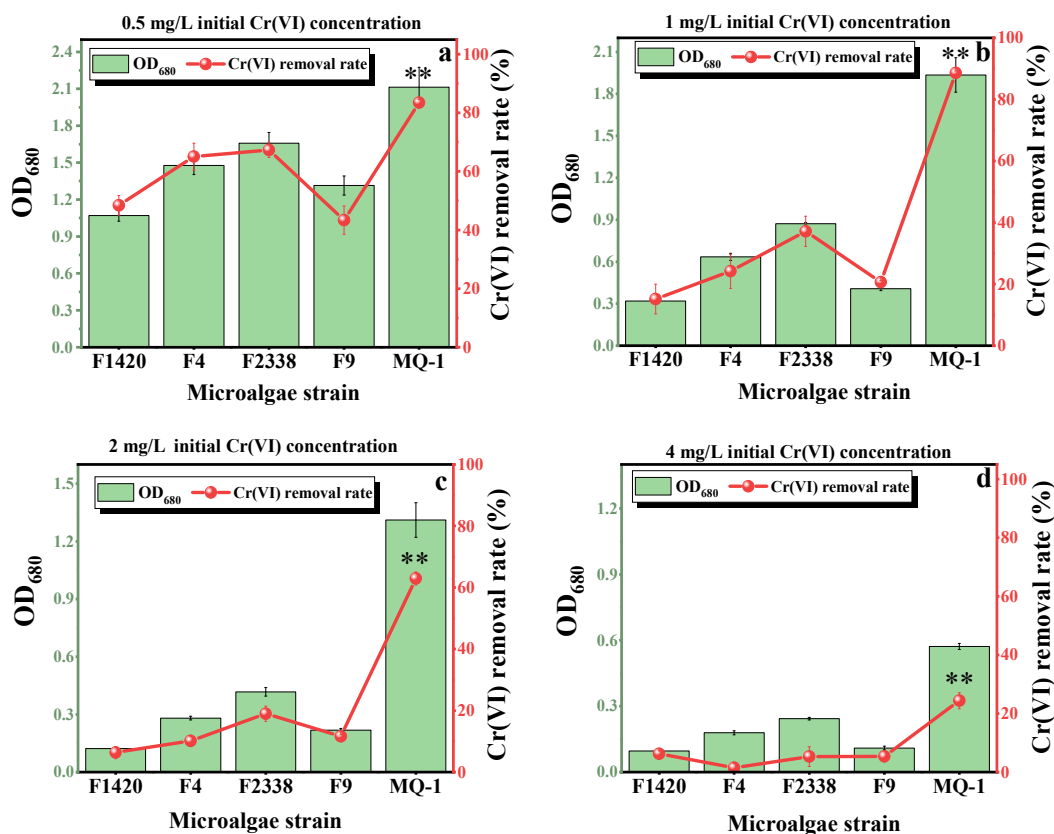 0.5 mg/L initial Cr(VI) concentration
a
OD680
Cr(VI) removal rate
**
2.4
2.1
1.8
1.5
1.2
0.9
0.6
0.3
0.0
OD680
100
80
60
40
20
0
Cr(VI) removal rate (%)
F1420 F4 F2338 F9 MQ-1
Microalgae strain
1 mg/L initial Cr(VI) concentration
b
OD680
Cr(VI) removal rate
**
2.1
1.8
1.5
1.2
0.9
0.6
0.3
0.0
OD680
100
80
60
40
20
0
Cr(VI) removal rate (%)
F1420 F4 F2338 F9 MQ-1
Microalgae strain
2 mg/L initial Cr(VI) concentration
c
OD680
Cr(VI) removal rate
**
1.5
1.2
0.9
0.6
0.3
0.0
OD680
100
80
60
40
20
0
Cr(VI) removal rate (%)
F1420 F4 F2338 F9 MQ-1
Microalgae strain
4 mg/L initial Cr(VI) concentration
d
OD680
Cr(VI) removal rate
**
1.2
0.9
0.6
0.3
0.0
OD680
100
80
60
40
20
0
Cr(VI) removal rate (%)
F1420 F4 F2338 F9 MQ-1
Microalgae strain